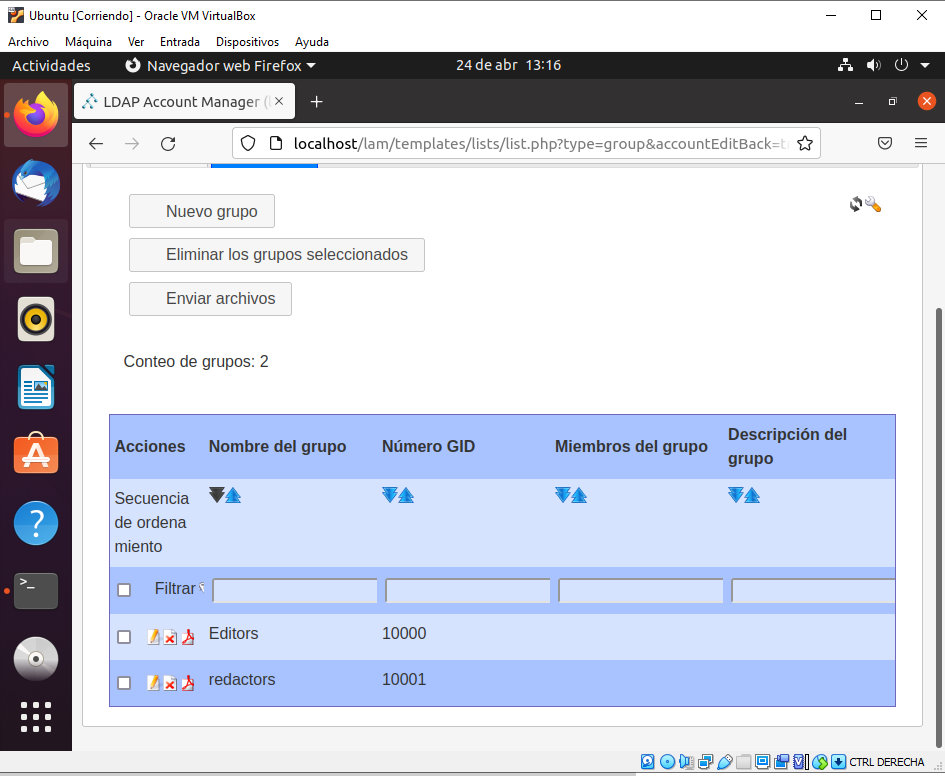 Ubuntu [Corriendo] - Oracle VM VirtualBox
Archivo Máquina Ver Entrada Dispositivos Ayuda
Actividades Navegador web Firefox 24 de abr 13:16
LDAP Account Manager (
localhost/lam/templates/lists/list.php?type=group&accountEditBack=t
Nuevo grupo
Eliminar los grupos seleccionados
Enviar archivos
Conteo de grupos: 2
Acciones Nombre del grupo Número GID Miembros del grupo Descripción del
grupo
Secuencia
de ordena
miento
Filtrar
Editors 10000
redactors 10001
CTRL DERECHA